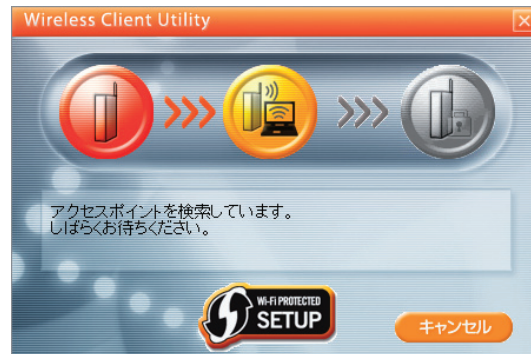 Wireless Client Utility
アクセスポイントを検索しています。
しばらくお待ちください。
Wi-Fi PROTECTED
SETUP
キャンセル